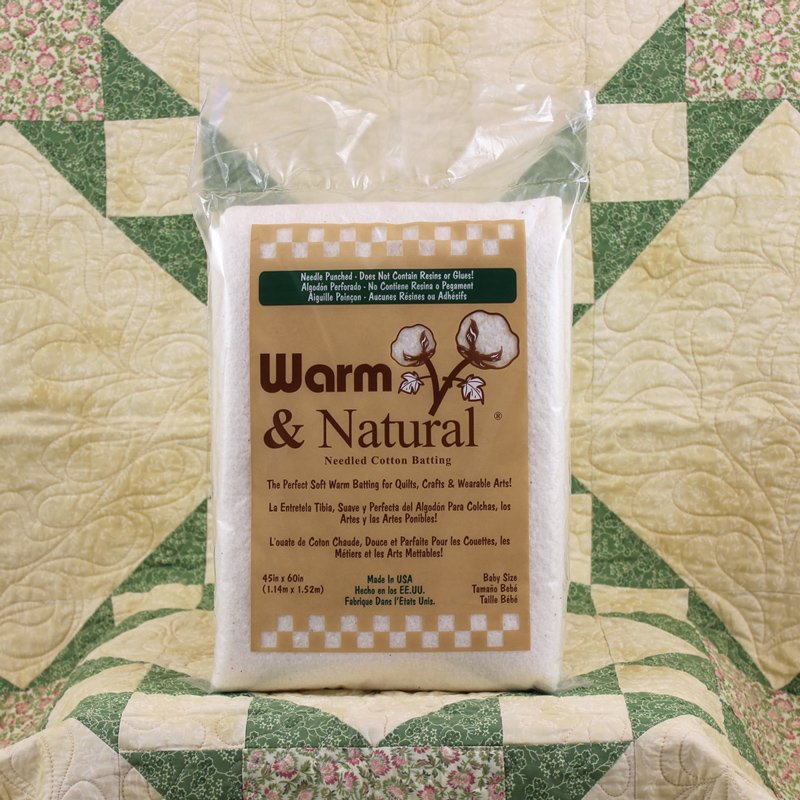 Needle Punched - Does Not Contain Resins or Glues!
Algodón Perforado - No Contiene Resina o Pegament
Aiguille Poinçon - Aucunes Résines ou Adhésifs
Warm
& Natural ®
Needled Cotton Batting
The Perfect Soft Warm Batting for Quilts, Crafts & Wearable Arts!
La Entretela Tibia, Suave y Perfecta del Algodón Para Colchas, los
Artes y las Artes Ponibles!
L'ouate de Coton Chaude, Douce et Parfaite Pour les Couettes, les
Métiers et les Arts Mettables!
45in x 60in
(1.14m x 1.52m)
Made In USA
Hecho en los EE.UU.
Fabrique Dans l'Etats Unis.
Baby Size
Tamaño Bebé
Taille Bébé